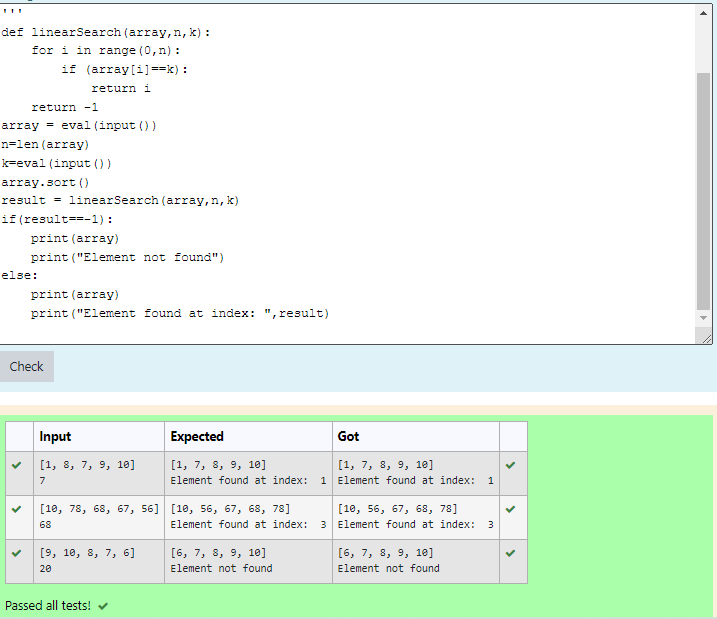 '''
def linearSearch(array,n,k):
    for i in range(0,n):
        if (array[i]==k):
            return i
    return -1
array = eval(input())
n=len(array)
k=eval(input())
array.sort()
result = linearSearch(array,n,k)
if(result==-1):
    print(array)
    print("Element not found")
else:
    print(array)
    print("Element found at index: ",result)
Check
Input Expected Got
[1, 8, 7, 9, 10] [1, 7, 8, 9, 10] [1, 7, 8, 9, 10]
7 Element found at index:  1 Element found at index:  1
[10, 78, 68, 67, 56] [10, 56, 67, 68, 78] [10, 56, 67, 68, 78]
68 Element found at index:  3 Element found at index:  3
[9, 10, 8, 7, 6] [6, 7, 8, 9, 10] [6, 7, 8, 9, 10]
20 Element not found Element not found
Passed all tests!